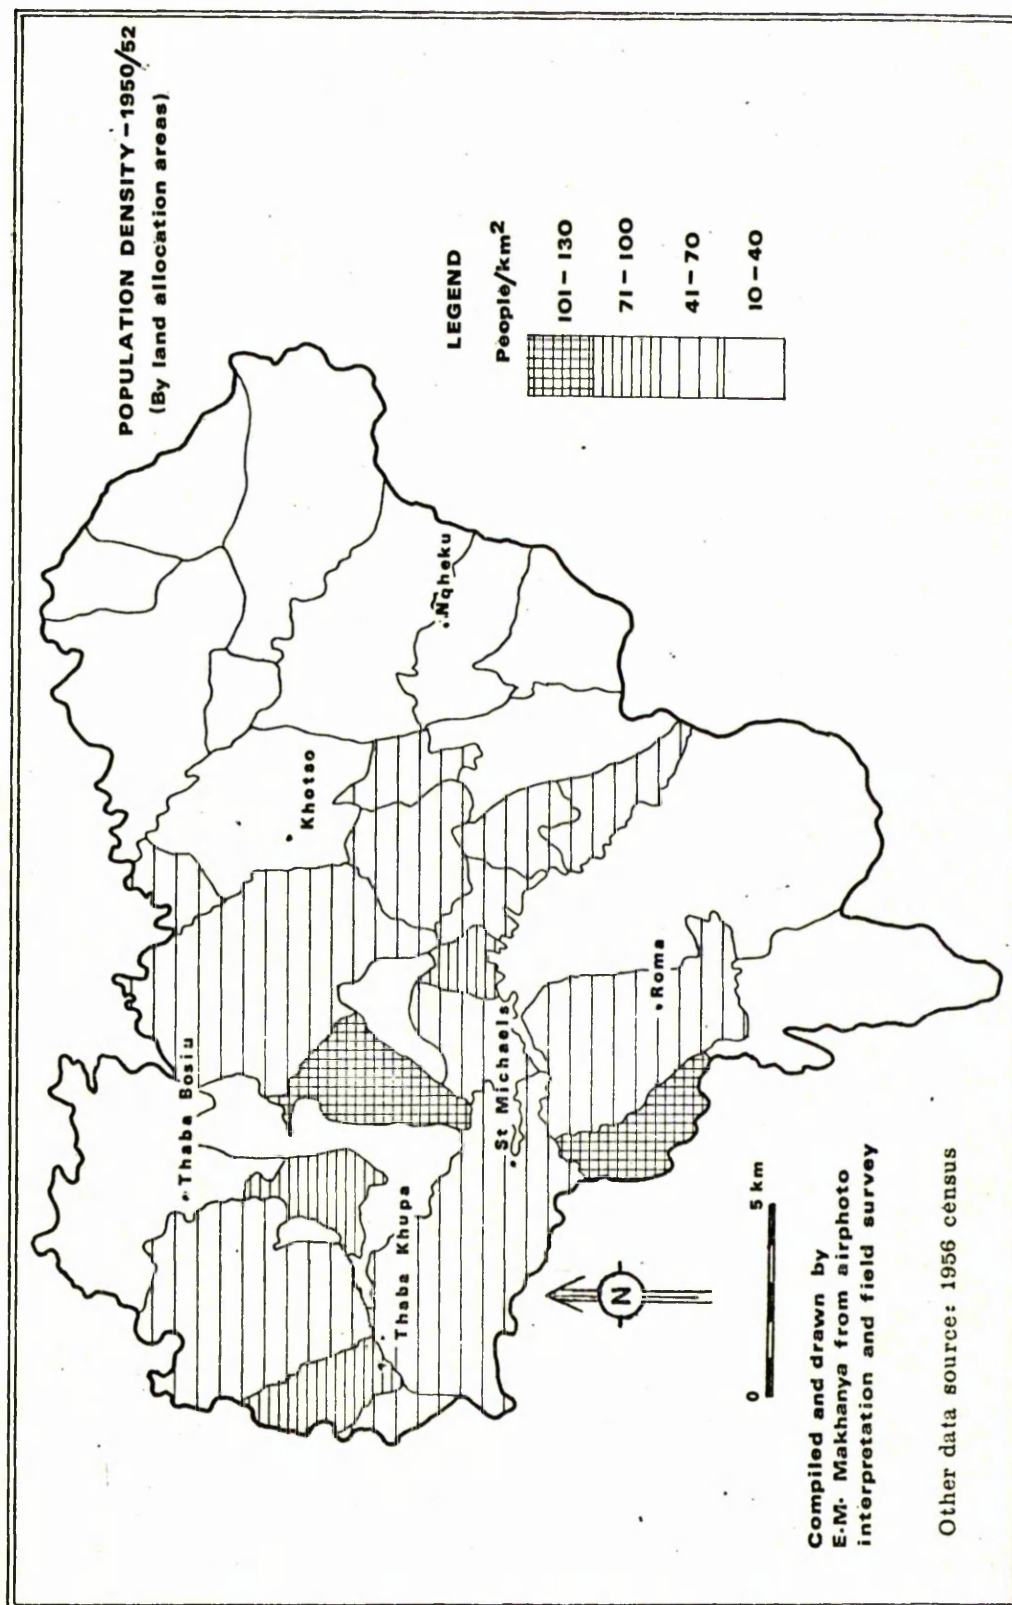 POPULATION DENSITY – 1950/52
(By land allocation areas)
LEGEND
People/km²
101 – 130
71 – 100
41 – 70
10 – 40
Thaba Bosiu
Khotso
Nqheku
Thaba Khupa
St Michaels
Roma
N
0 5 km
Compiled and drawn by
E·M· Makhanya from airphoto
interpretation and field survey
Other data source: 1956 census